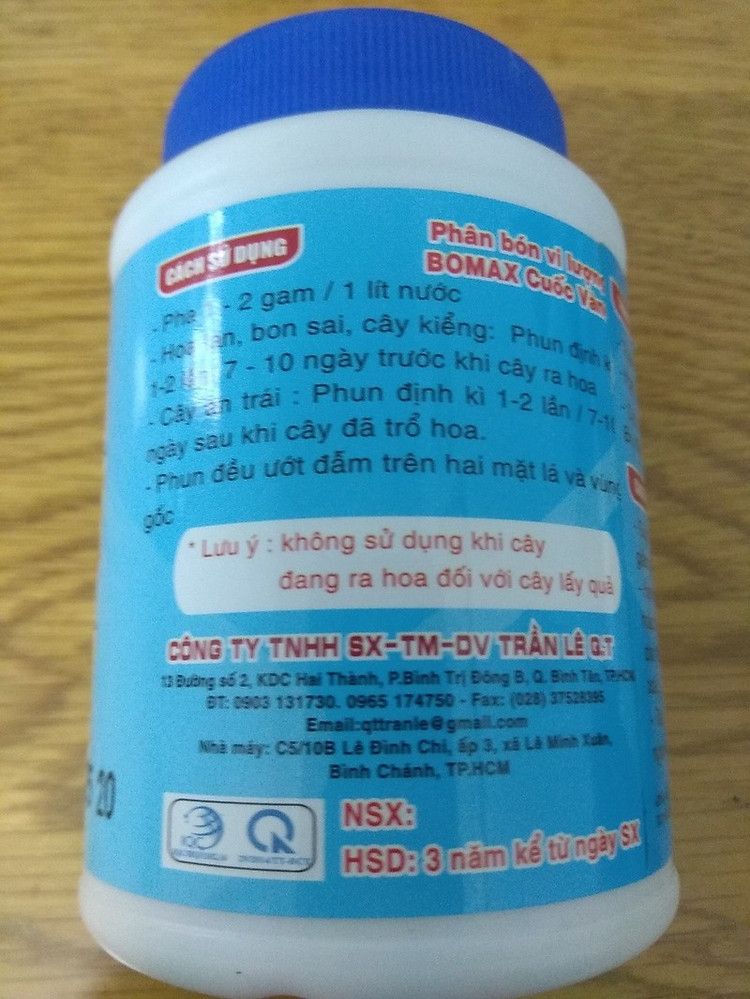 CÁCH SỬ DỤNG
Phân bón vi lượng
BOMAX Cuốc Vàng
- Pha - 2 gam / 1 lít nước
- Hoa lan, bon sai, cây kiểng: Phun định k
1-2 lần 7 - 10 ngày trước khi cây ra hoa
- Cây ăn trái : Phun định kì 1-2 lần / 7-10
ngày sau khi cây đã trổ hoa.
- Phun đều ướt đẫm trên hai mặt lá và vùng
gốc
* Lưu ý : không sử dụng khi cây
đang ra hoa đối với cây lấy quả
CÔNG TY TNHH SX-TM-DV TRẦN LÊ Q.T
13 Đường số 2, KDC Hai Thành, P.Bình Trị Đông B, Q. Bình Tân, TP.HCM
ĐT: 0903 131730. 0965 174750 - Fax: (028) 37528395
Email:qttranle@gmail.com
Nhà máy: C5/10B Lê Đình Chi, ấp 3, xã Lê Minh Xuân,
Bình Chánh, TP.HCM
20
NSX:
HSD: 3 năm kể từ ngày SX